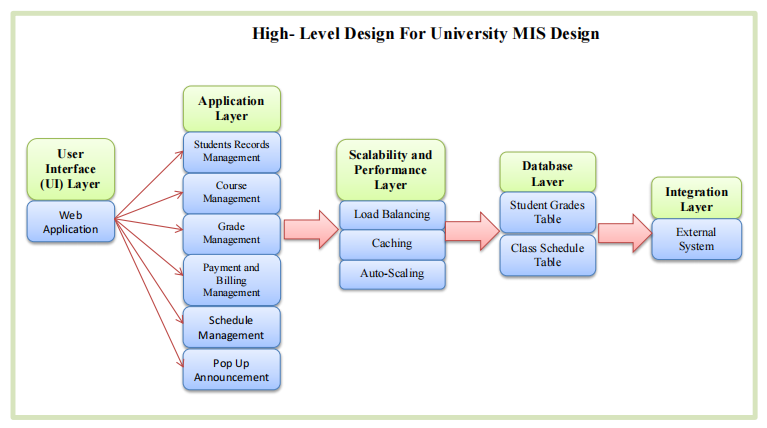 High- Level Design For University MIS Design
User
Interface
(UI) Layer
Web
Application
Application
Layer
Students Records
Management
Course
Management
Grade
Management
Payment and
Billing
Management
Schedule
Management
Pop Up
Announcement
Scalability and
Performance
Layer
Load Balancing
Caching
Auto-Scaling
Database
Layer
Student Grades
Table
Class Schedule
Table
Integration
Layer
External
System